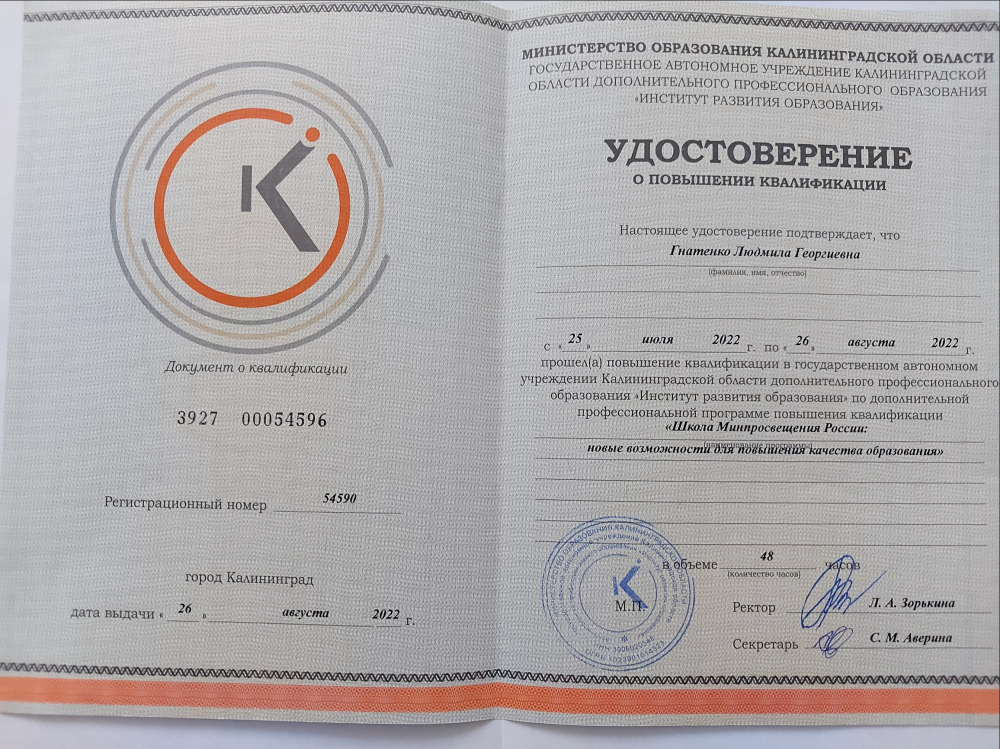 Документ о квалификации
3927 00054596
Регистрационный номер 54590
город Калининград
дата выдачи « 26 » августа 2022 г.
МИНИСТЕРСТВО ОБРАЗОВАНИЯ КАЛИНИНГРАДСКОЙ ОБЛАСТИ
ГОСУДАРСТВЕННОЕ АВТОНОМНОЕ УЧРЕЖДЕНИЕ КАЛИНИНГРАДСКОЙ
ОБЛАСТИ ДОПОЛНИТЕЛЬНОГО ПРОФЕССИОНАЛЬНОГО ОБРАЗОВАНИЯ
«ИНСТИТУТ РАЗВИТИЯ ОБРАЗОВАНИЯ»
УДОСТОВЕРЕНИЕ
О ПОВЫШЕНИИ КВАЛИФИКАЦИИ
Настоящее удостоверение подтверждает, что
Гнатенко Людмила Георгиевна
(фамилия, имя, отчество)
с « 25 » июля 2022 г. по « 26 » августа 2022 г.
прошел(а) повышение квалификации в государственном автономном
учреждении Калининградской области дополнительного профессионального
образования «Институт развития образования» по дополнительной
профессиональной программе повышения квалификации
«Школа Минпросвещения России:
(наименование программы)
новые возможности для повышения качества образования»
в объеме 48 часов
(количество часов)
М.П.
Ректор Л. А. Зорькина
Секретарь С. М. Аверина